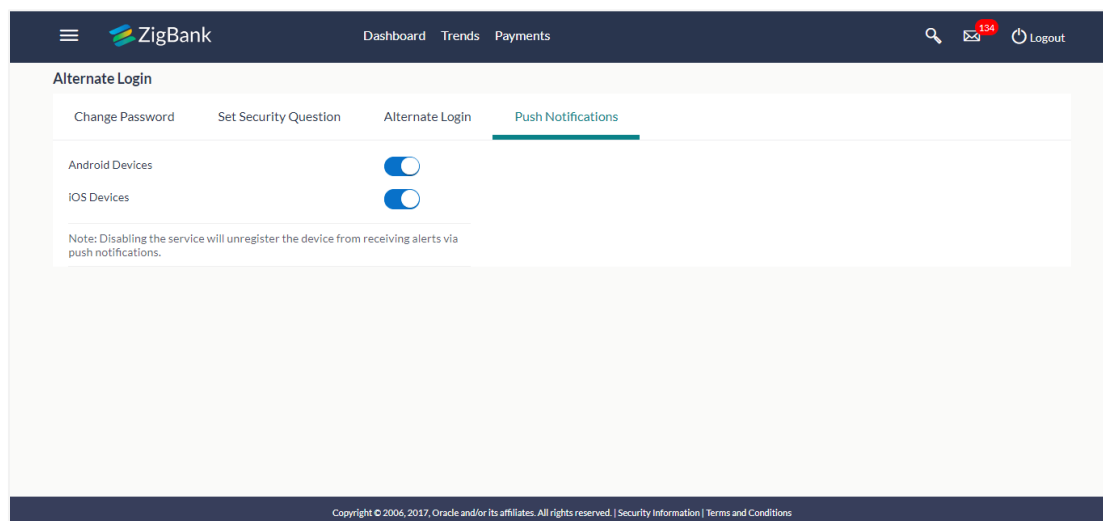 ZigBank Dashboard Trends Payments 134 Logout
Alternate Login
Change Password Set Security Question Alternate Login Push Notifications
Android Devices
iOS Devices
Note: Disabling the service will unregister the device from receiving alerts via
push notifications.
Copyright © 2006, 2017, Oracle and/or its affiliates. All rights reserved. | Security Information | Terms and Conditions